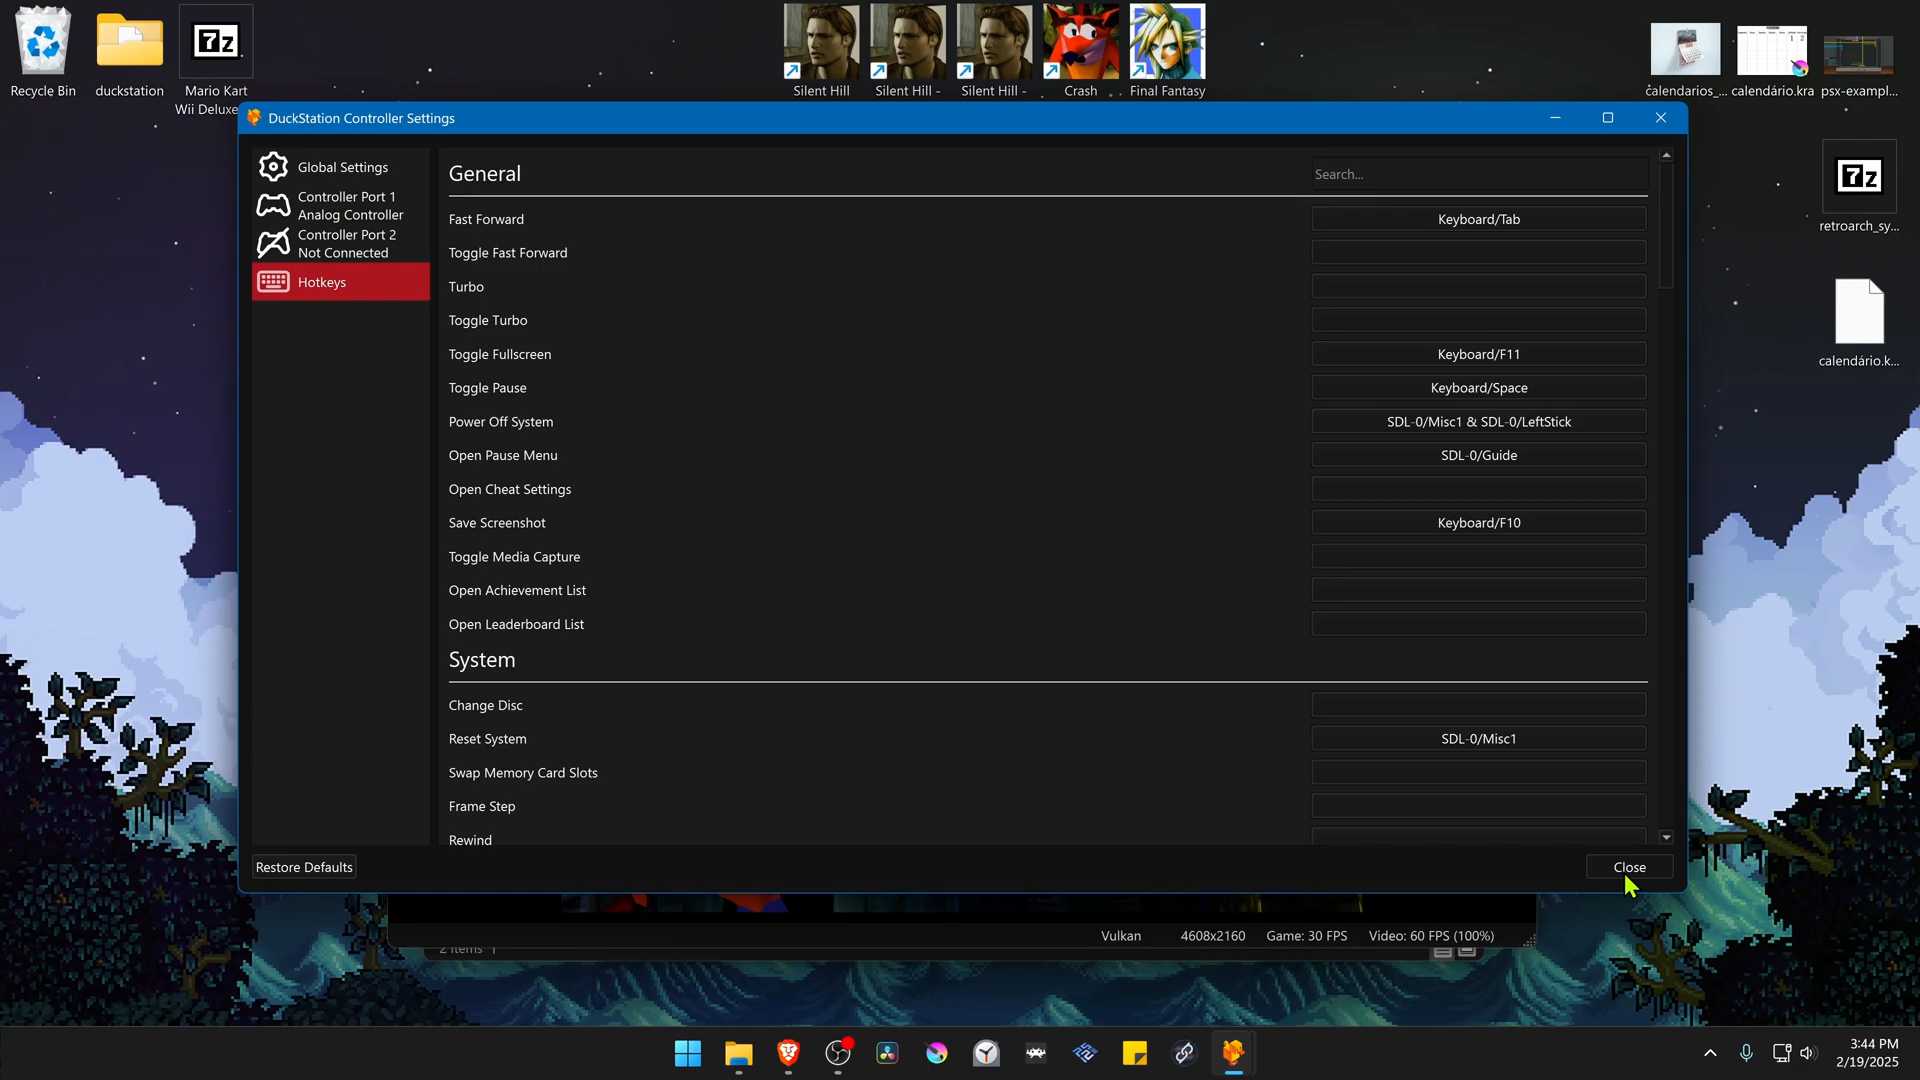 Recycle Bin
duckstation
Mario Kart
Wii Deluxe
Silent Hill
Silent Hill -
Silent Hill -
Crash
Final Fantasy
calendarios_...
calendário.kra
psx-exampl...
7z
7z
retroarch_sy...
calendário.k...
DuckStation Controller Settings
Global Settings
Controller Port 1
Analog Controller
Controller Port 2
Not Connected
Hotkeys
General
Search...
Fast Forward
Keyboard/Tab
Toggle Fast Forward
Turbo
Toggle Turbo
Toggle Fullscreen
Keyboard/F11
Toggle Pause
Keyboard/Space
Power Off System
SDL-0/Misc1 & SDL-0/LeftStick
Open Pause Menu
SDL-0/Guide
Open Cheat Settings
Save Screenshot
Keyboard/F10
Toggle Media Capture
Open Achievement List
Open Leaderboard List
System
Change Disc
Reset System
SDL-0/Misc1
Swap Memory Card Slots
Frame Step
Rewind
Restore Defaults
Close
Vulkan
4608x2160
Game: 30 FPS
Video: 60 FPS (100%)
2 items
3:44 PM
2/19/2025